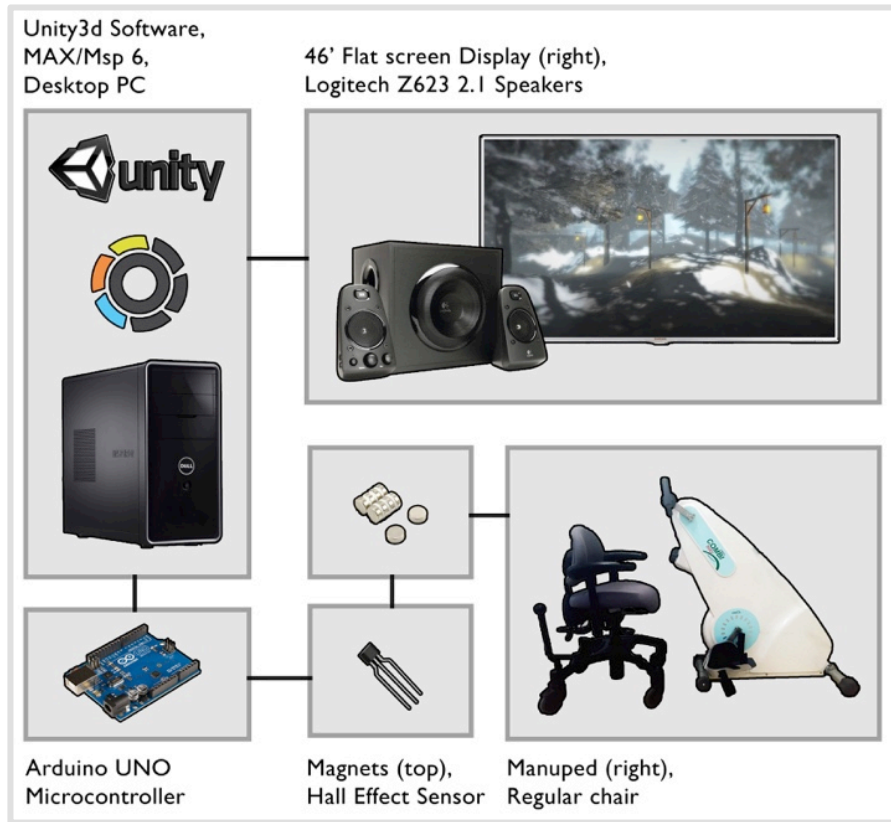 Unity3d Software,
MAX/Msp 6,
Desktop PC
46' Flat screen Display (right),
Logitech Z623 2.1 Speakers
unity
DELL
COMBI
Arduino UNO
Microcontroller
Magnets (top),
Hall Effect Sensor
Manuped (right),
Regular chair